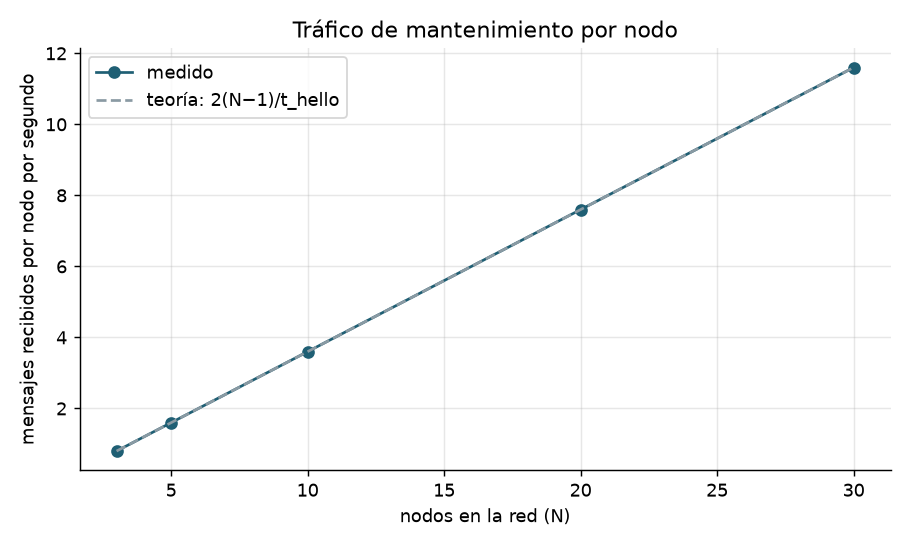 Tráfico de mantenimiento por nodo
medido
teoría: 2(N−1)/t_hello
mensajes recibidos por nodo por segundo
12
10
8
6
4
2
5
10
15
20
25
30
nodos en la red (N)